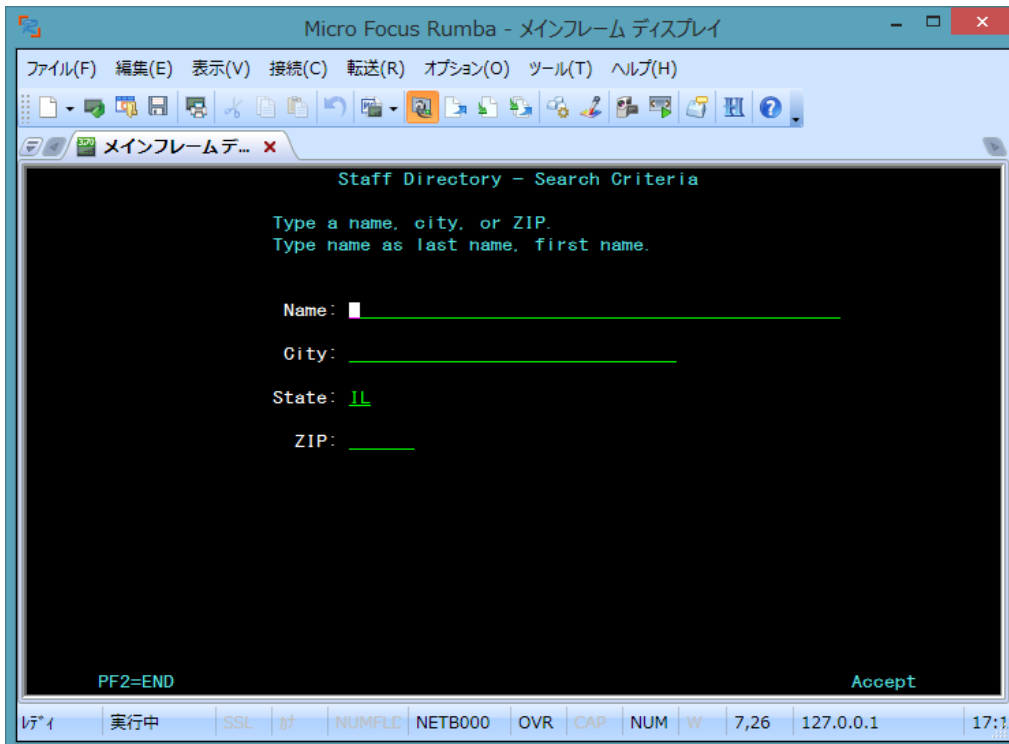 Micro Focus Rumba - メインフレーム ディスプレイ
ファイル(F) 編集(E) 表示(V) 接続(C) 転送(R) オプション(O) ツール(T) ヘルプ(H)
メインフレームデ...
Staff Directory - Search Criteria
Type a name, city, or ZIP.
Type name as last name, first name.
Name:
City:
State: IL
ZIP:
PF2=END Accept
ﾚﾃﾞｨ 実行中 SSL ｶﾅ NUMFLD NETB000 OVR CAP NUM W 7,26 127.0.0.1